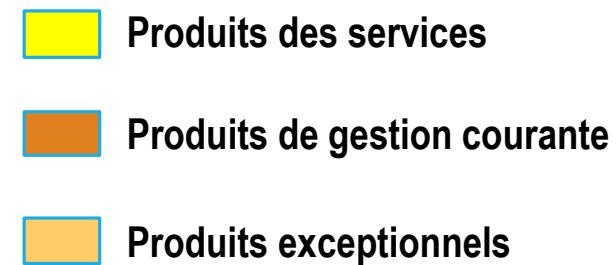 Produits des services
Produits de gestion courante
Produits exceptionnels